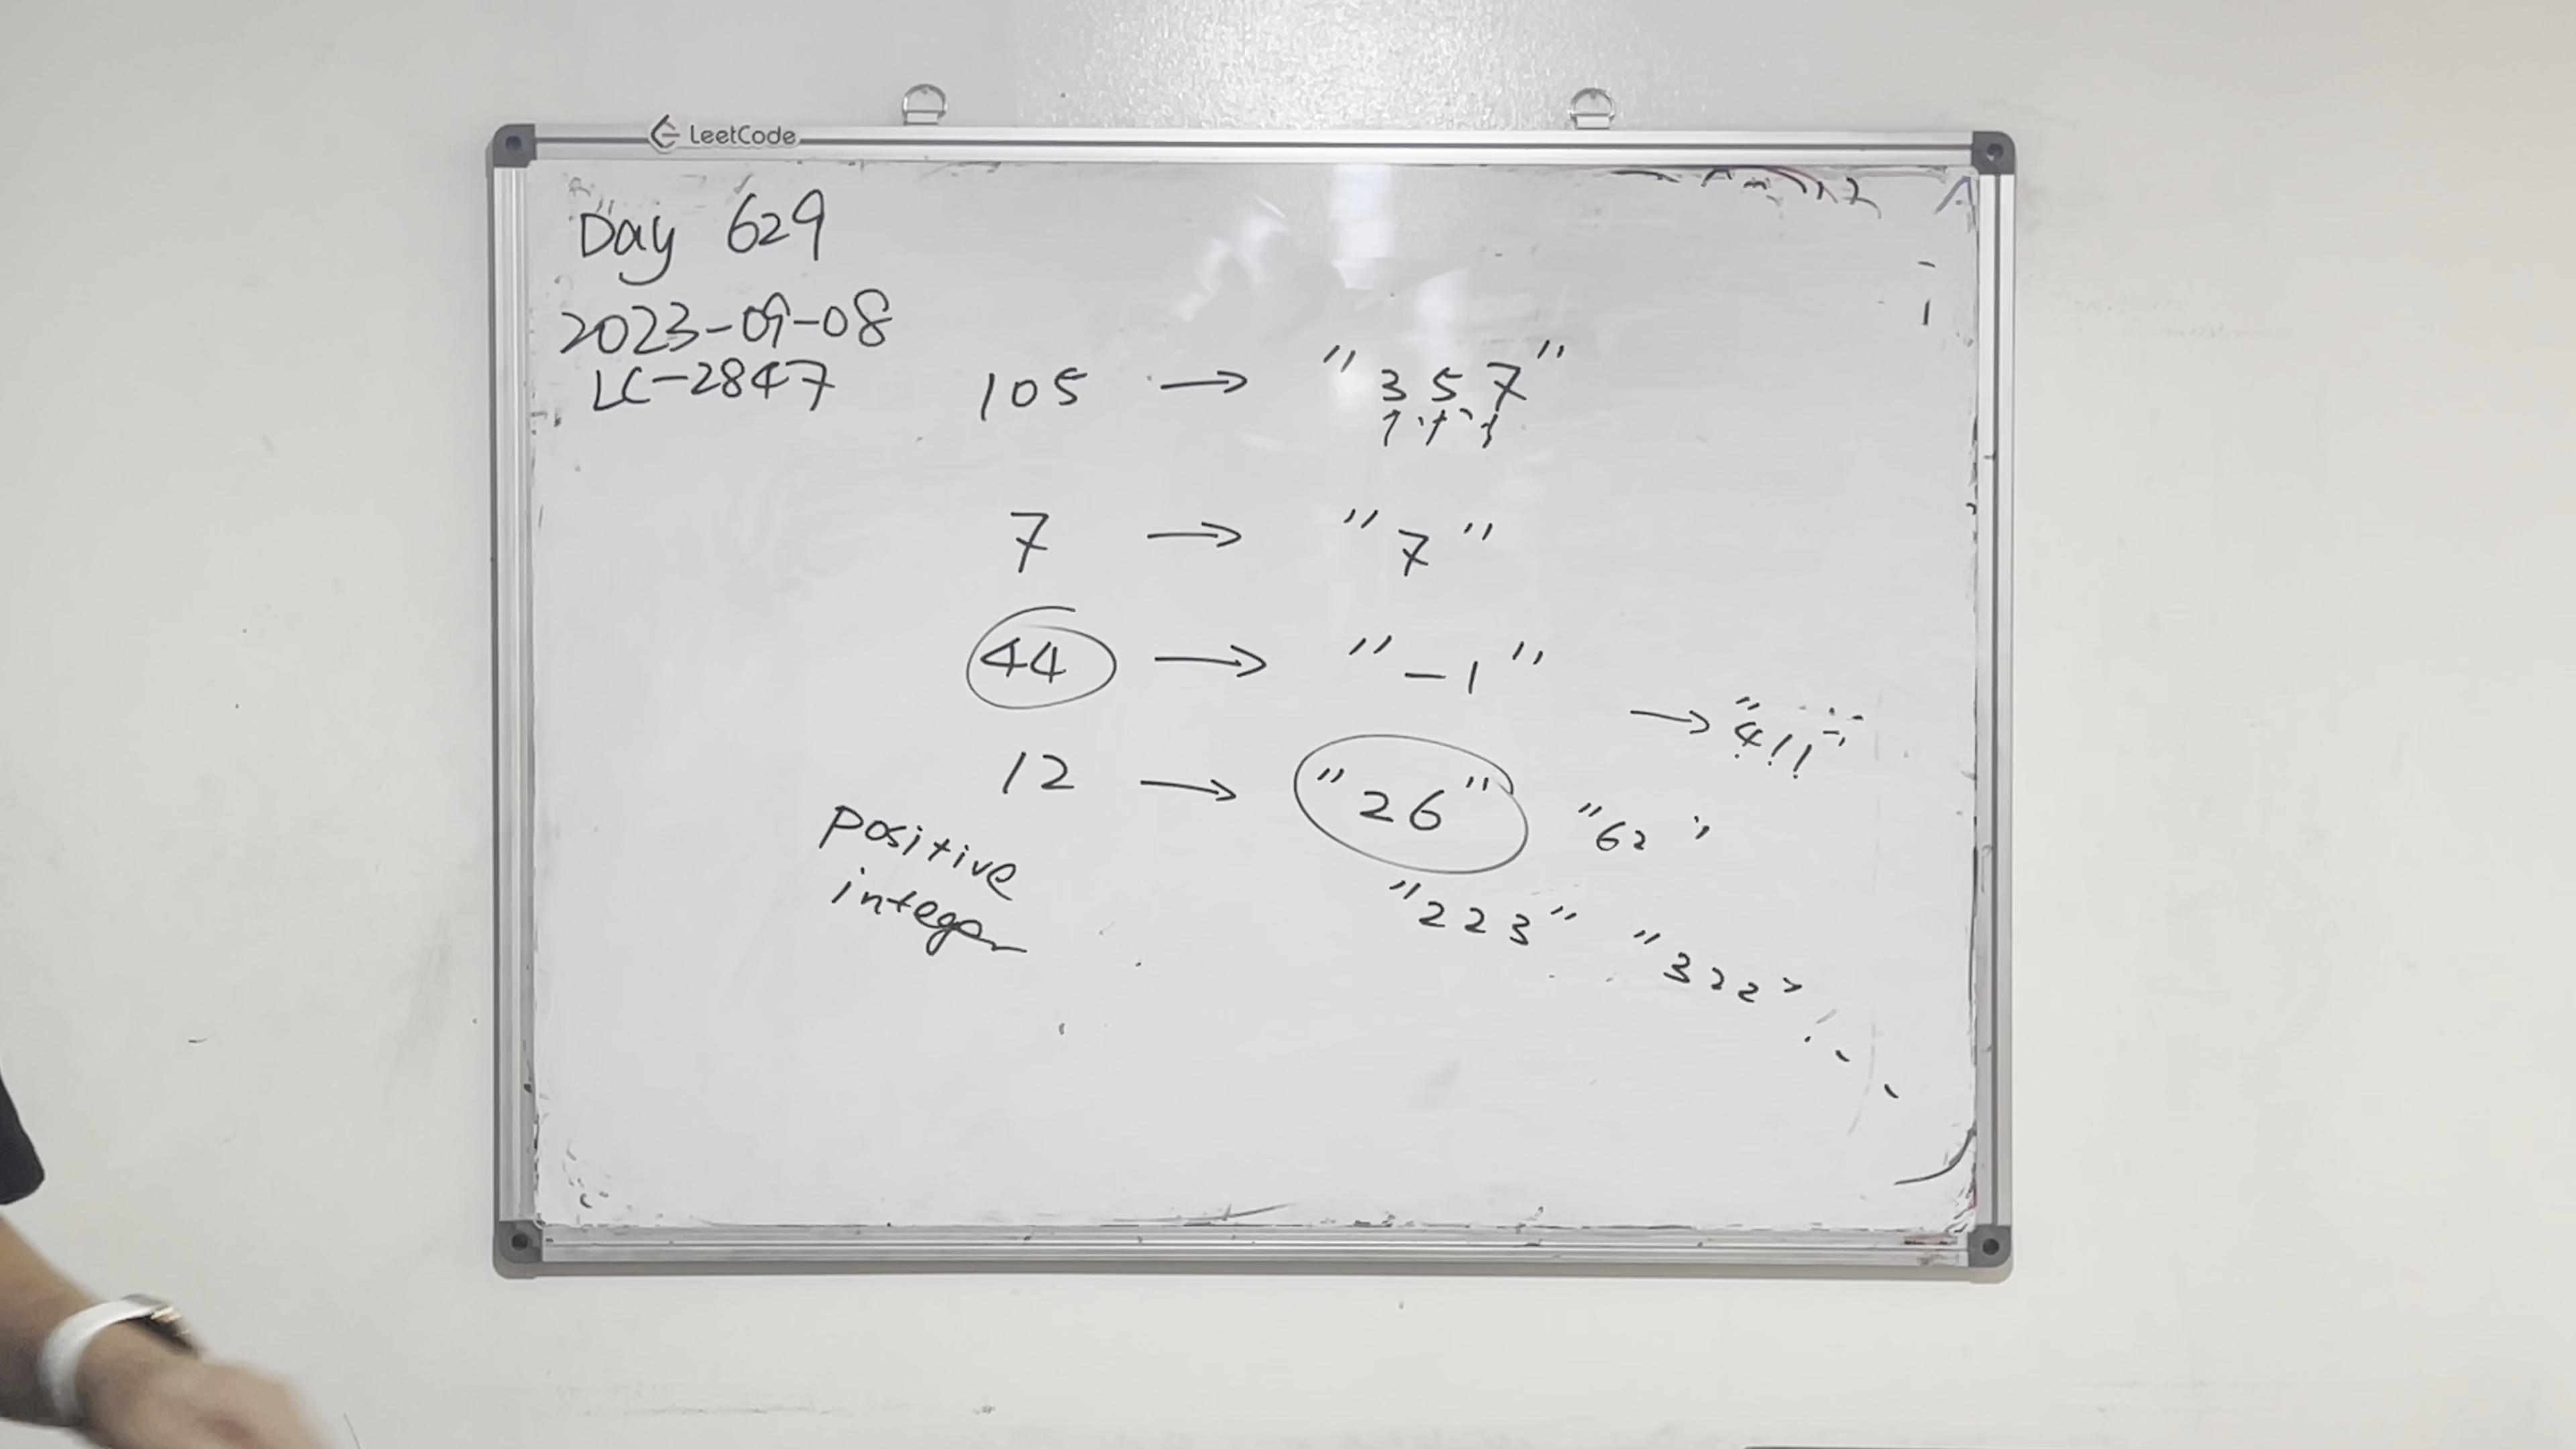 LeetCode
Day 629
2023-09-08
LC-2847
105 → "357"
7 → "7"
44 → "-1"
→ "411"
12 → "26" "62"
"223" "322"
positive
integer